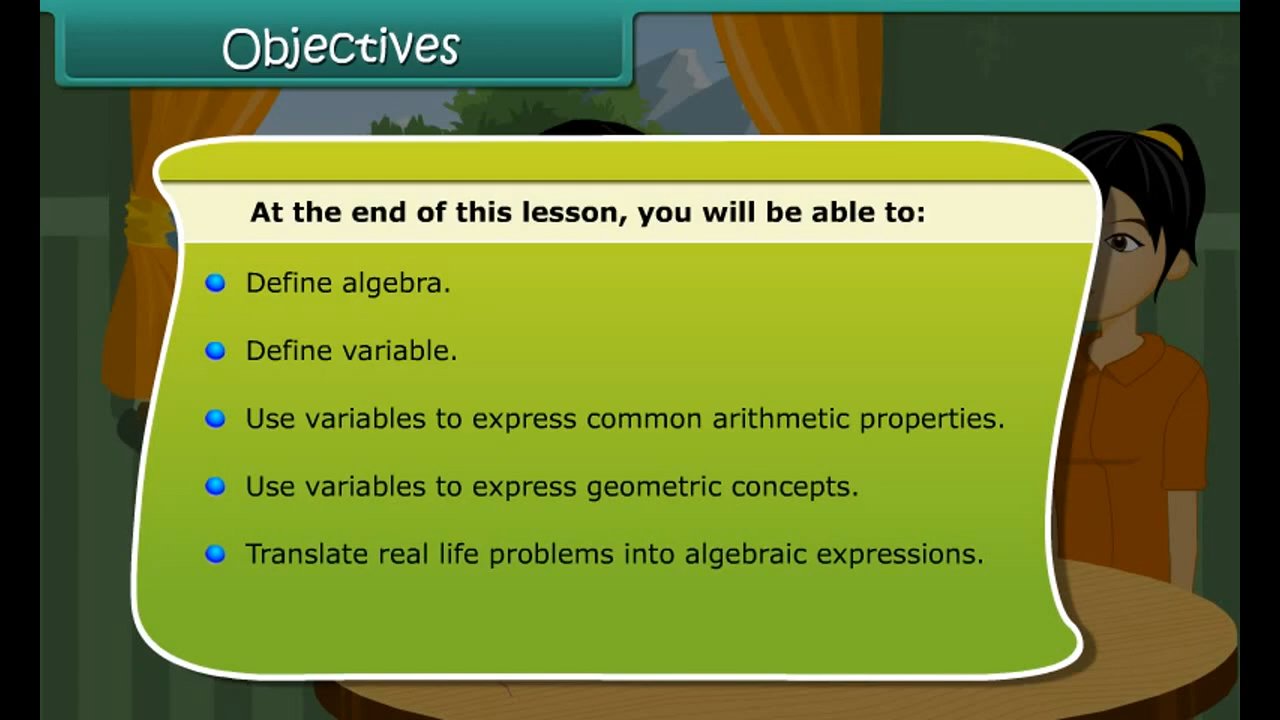 Objectives
At the end of this lesson, you will be able to:
Define algebra.
Define variable.
Use variables to express common arithmetic properties.
Use variables to express geometric concepts.
Translate real life problems into algebraic expressions.